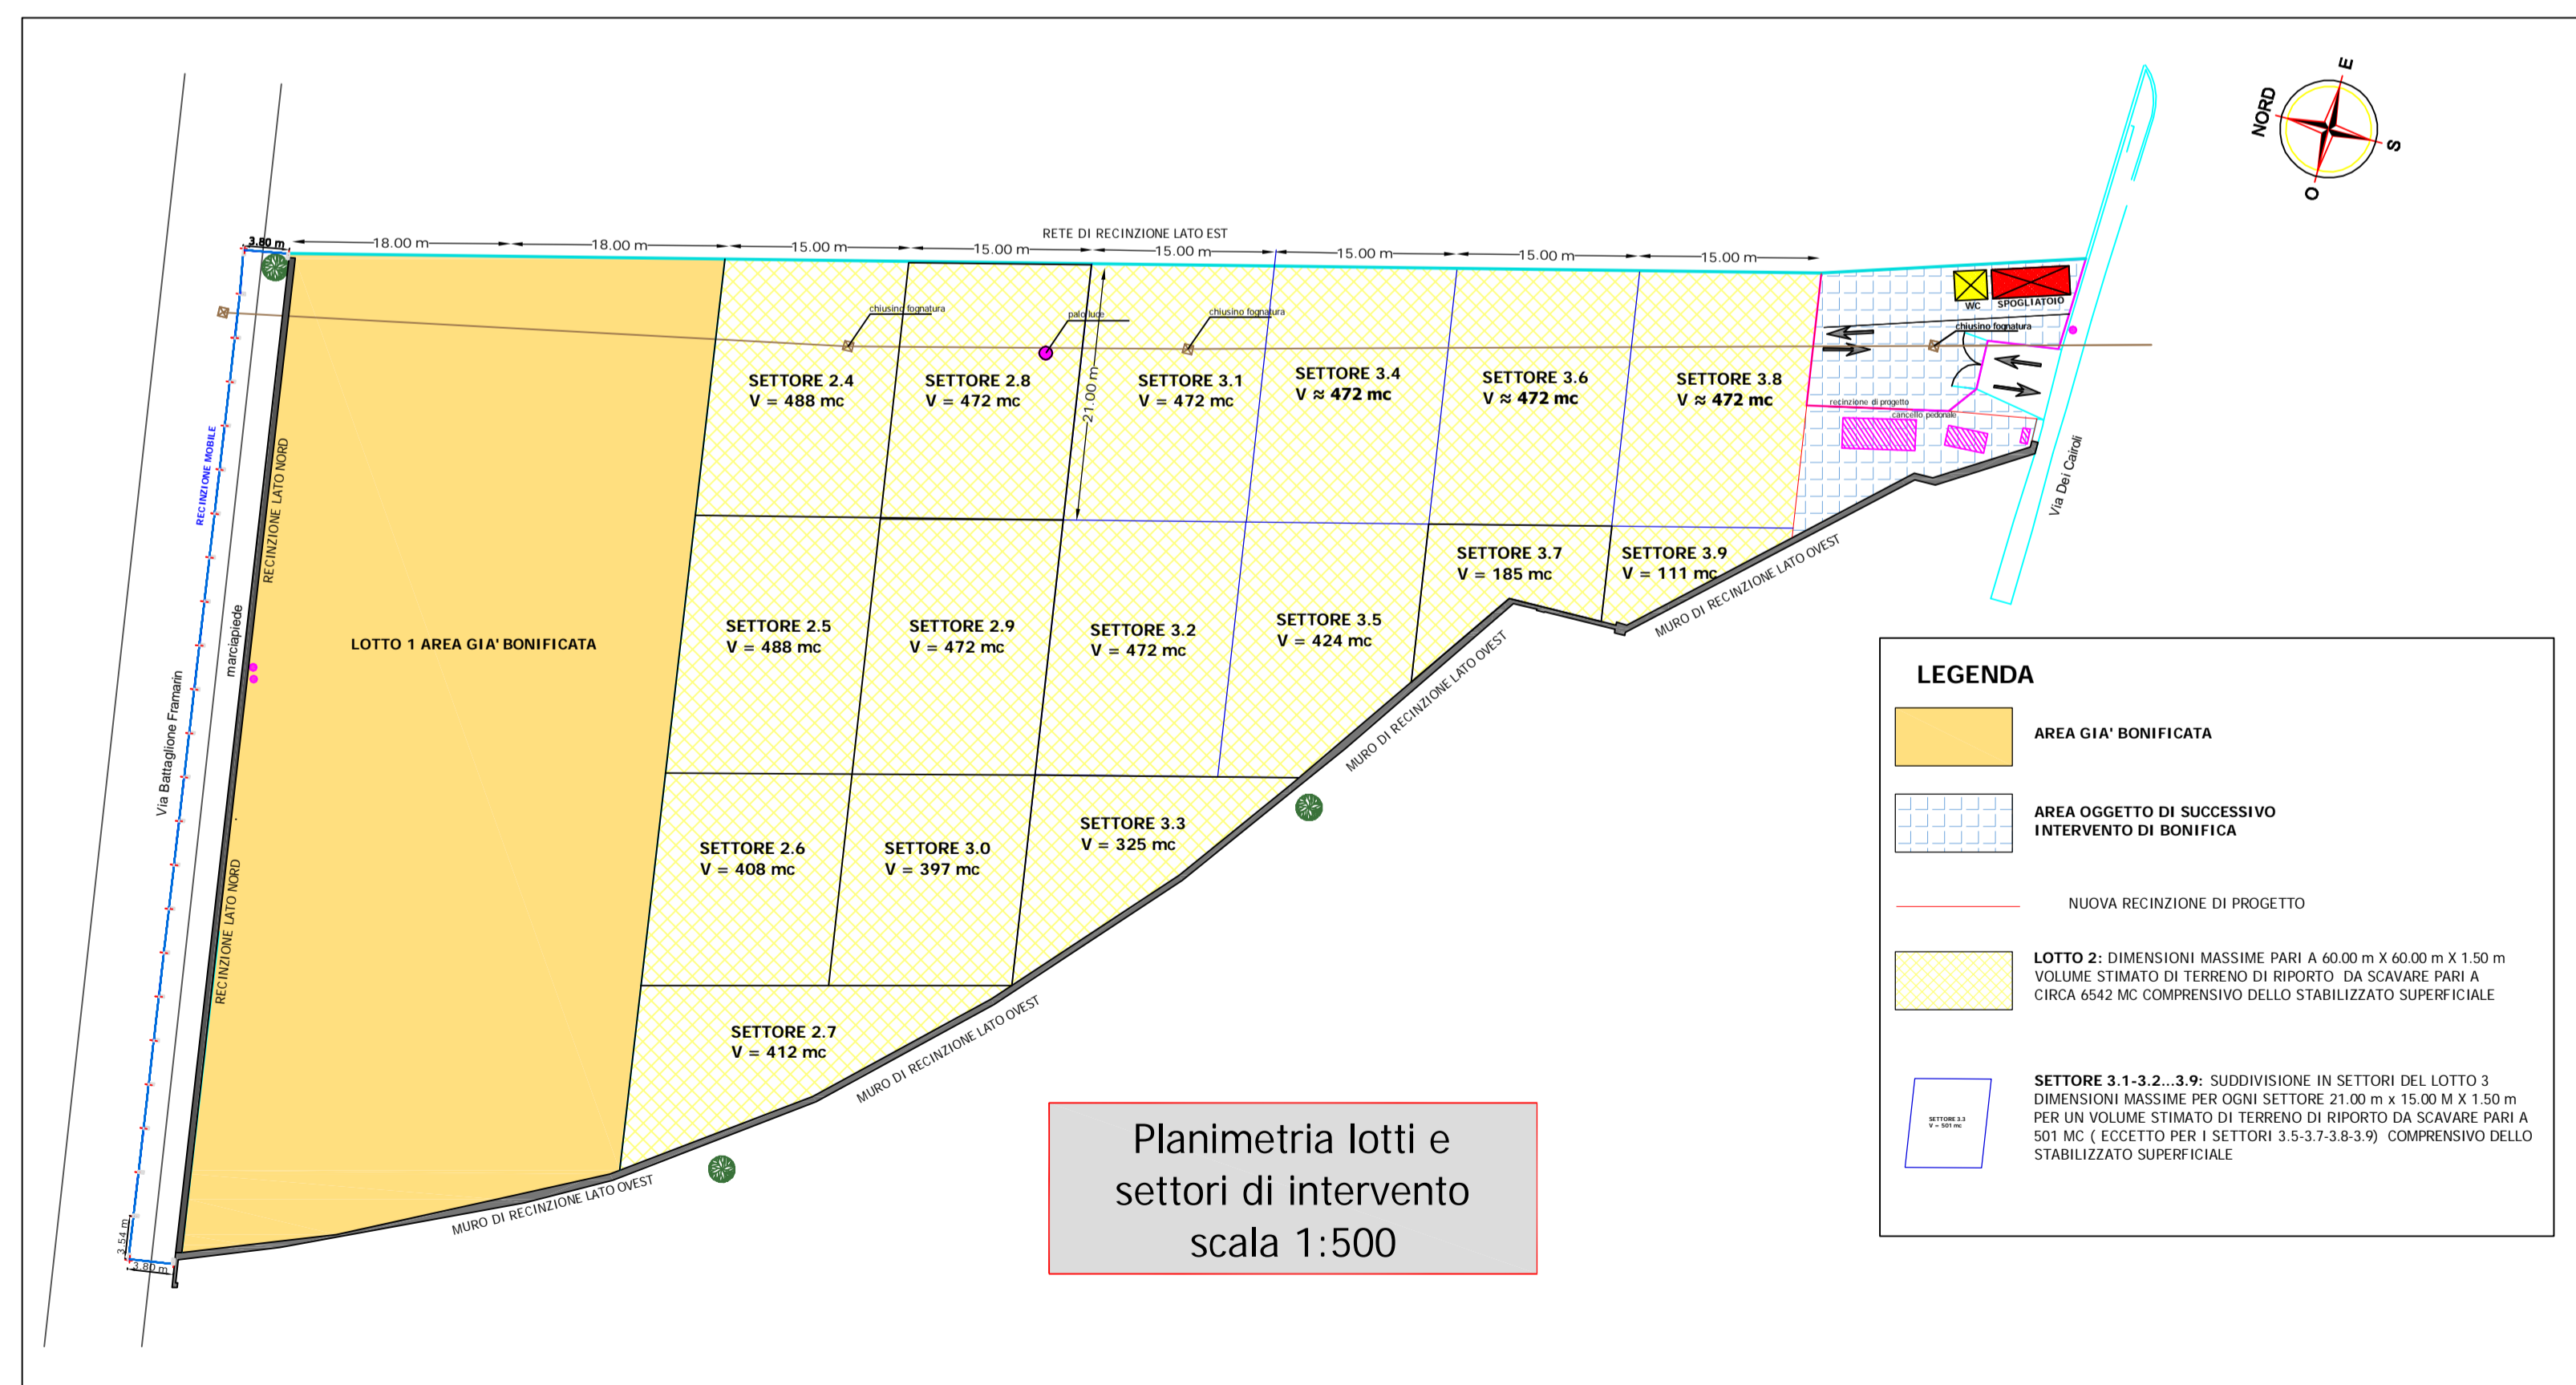 E
NORD
S
O
RETE DI RECINZIONE LATO EST
3.80 m
18.00 m
18.00 m
15.00 m
15.00 m
15.00 m
15.00 m
15.00 m
15.00 m
chiusino fognatura
palo luce
chiusino fognatura
WC
SPOGLIATOIO
chiusino fognatura
SETTORE 2.4
V = 488 mc
SETTORE 2.8
V = 472 mc
21.00 m
SETTORE 3.1
V = 472 mc
SETTORE 3.4
V ≈ 472 mc
SETTORE 3.6
V ≈ 472 mc
SETTORE 3.8
V ≈ 472 mc
recinzione di progetto
cancello pedonale
Via Dei Cairoli
RECINZIONE MOBILE
RECINZIONE LATO NORD
marciapiede
Via Battaglione Framarin
RECINZIONE LATO NORD
LOTTO 1 AREA GIA' BONIFICATA
SETTORE 2.5
V = 488 mc
SETTORE 2.9
V = 472 mc
SETTORE 3.2
V = 472 mc
SETTORE 3.5
V = 424 mc
SETTORE 3.7
V = 185 mc
SETTORE 3.9
V = 111 mc
MURO DI RECINZIONE LATO OVEST
MURO DI RECINZIONE LATO OVEST
SETTORE 2.6
V = 408 mc
SETTORE 3.0
V = 397 mc
SETTORE 3.3
V = 325 mc
SETTORE 2.7
V = 412 mc
MURO DI RECINZIONE LATO OVEST
MURO DI RECINZIONE LATO OVEST
3.54 m
3.80 m
Planimetria lotti e
settori di intervento
scala 1:500
LEGENDA
AREA GIA' BONIFICATA
AREA OGGETTO DI SUCCESSIVO
INTERVENTO DI BONIFICA
NUOVA RECINZIONE DI PROGETTO
LOTTO 2: DIMENSIONI MASSIME PARI A 60.00 m X 60.00 m X 1.50 m
VOLUME STIMATO DI TERRENO DI RIPORTO DA SCAVARE PARI A
CIRCA 6542 MC COMPRENSIVO DELLO STABILIZZATO SUPERFICIALE
SETTORE 3.3
V = 501 mc
SETTORE 3.1-3.2...3.9: SUDDIVISIONE IN SETTORI DEL LOTTO 3
DIMENSIONI MASSIME PER OGNI SETTORE 21.00 m x 15.00 M X 1.50 m
PER UN VOLUME STIMATO DI TERRENO DI RIPORTO DA SCAVARE PARI A
501 MC ( ECCETTO PER I SETTORI 3.5-3.7-3.8-3.9) COMPRENSIVO DELLO
STABILIZZATO SUPERFICIALE